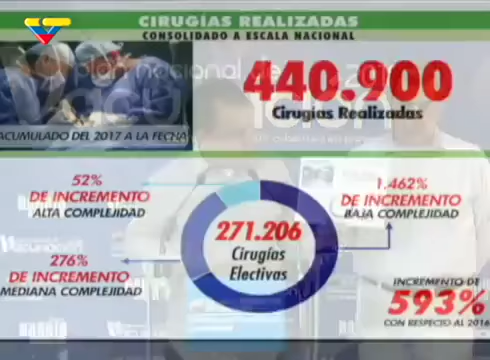 CIRUGÍAS REALIZADAS
CONSOLIDADO A ESCALA NACIONAL
plan nacional
440.900
Cirugías Realizadas
ACUMULADO DEL 2017 A LA FECHA
52%
DE INCREMENTO
ALTA COMPLEJIDAD
1.462%
DE INCREMENTO
BAJA COMPLEJIDAD
271.206
Cirugías
Electivas
276%
DE INCREMENTO
MEDIANA COMPLEJIDAD
INCREMENTO DE
593%
CON RESPECTO AL 2016